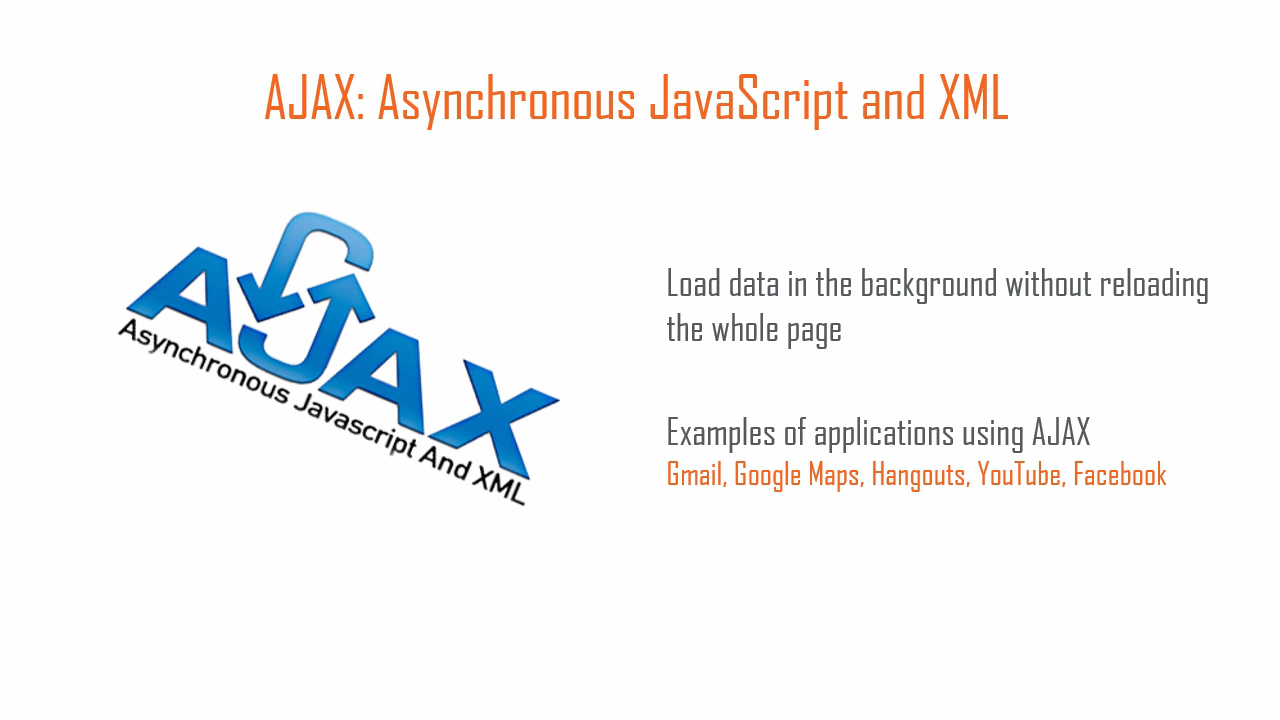 AJAX: Asynchronous JavaScript and XML
AJAX
Asynchronous Javascript And XML
Load data in the background without reloading
the whole page
Examples of applications using AJAX
Gmail, Google Maps, Hangouts, YouTube, Facebook